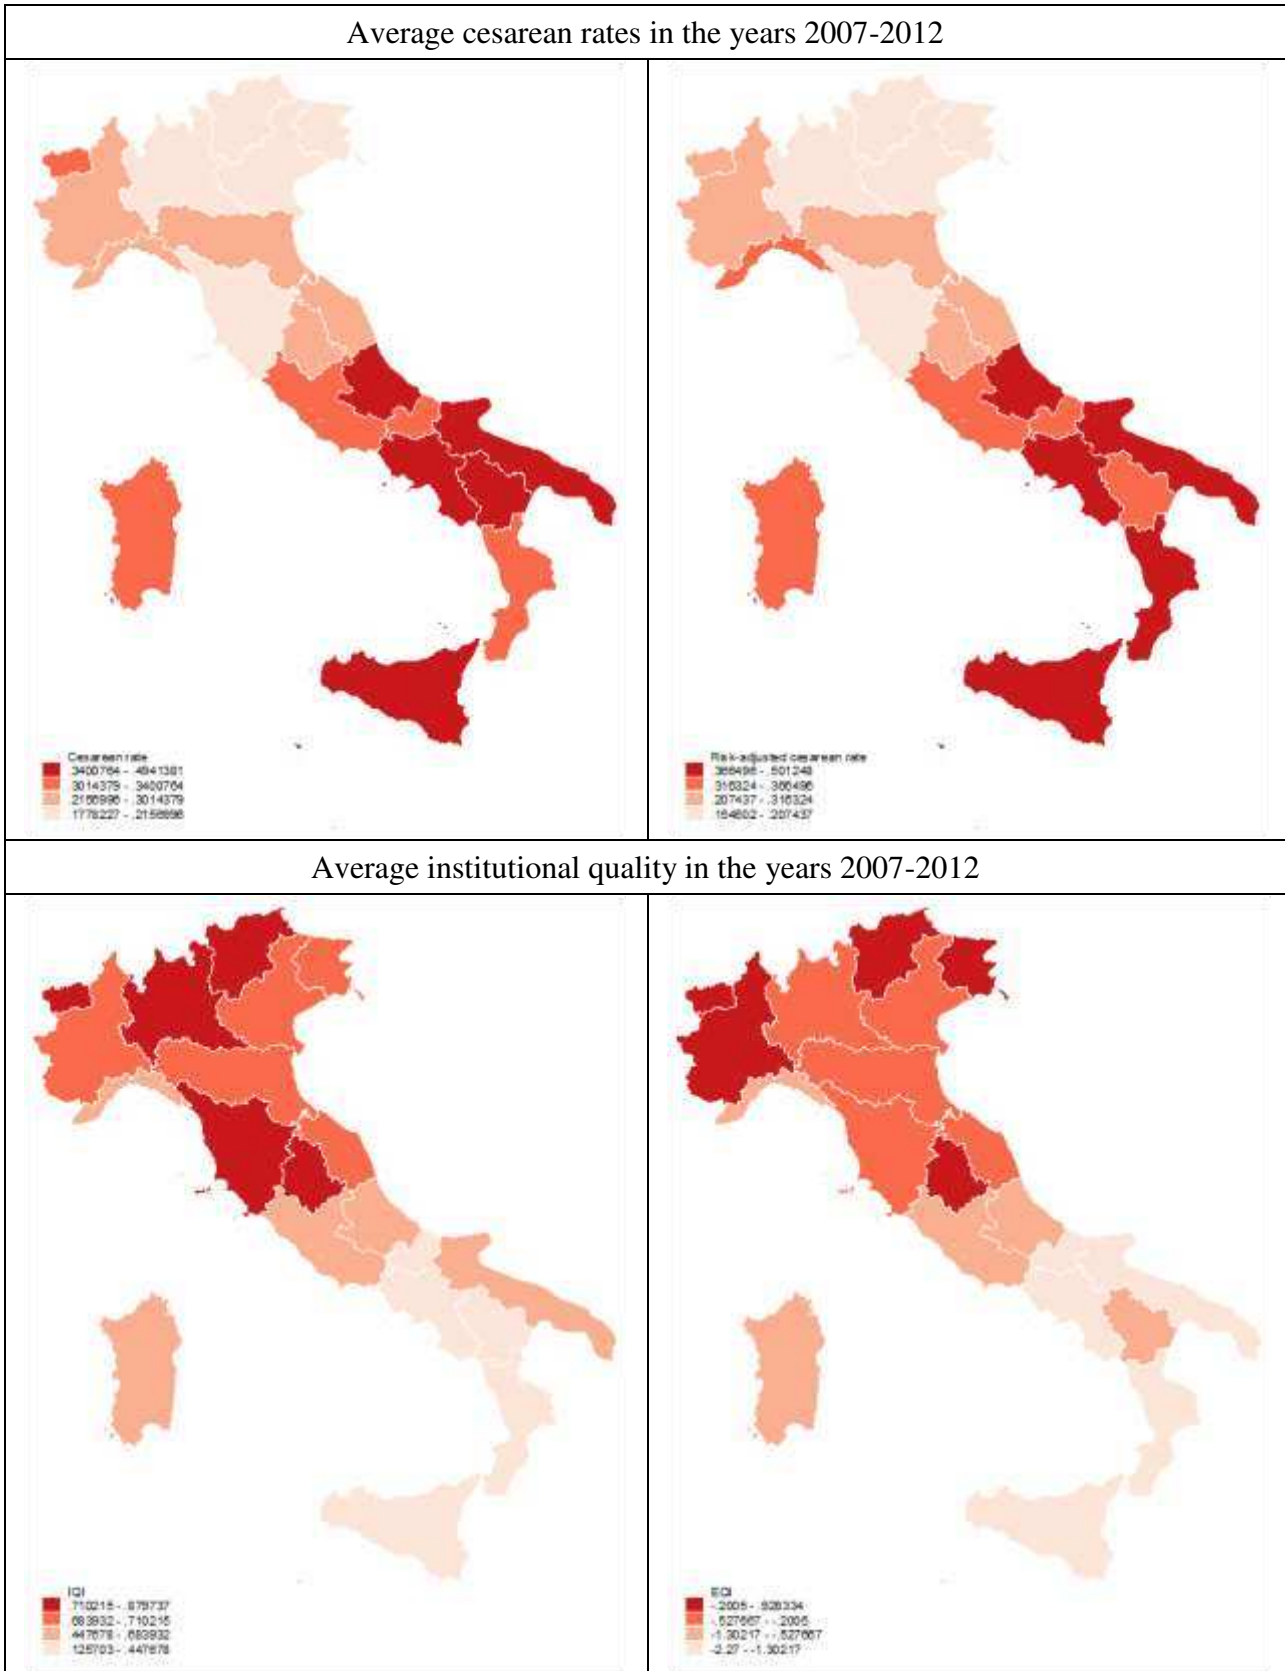 Average cesarean rates in the years 2007-2012
Cesarean rate
.3400764 - .4941381
.3014379 - .3400764
.2156996 - .3014379
.1778227 - .2156996
Risk-adjusted cesarean rate
.366496 - .501248
.316324 - .366496
.207437 - .316324
.164602 - .207437
Average institutional quality in the years 2007-2012
IQI
.710215 - .879737
.683932 - .710215
.447678 - .683932
.125703 - .447678
EQI
-.2005 - .928334
-.527667 - -.2005
-1.30217 - -.527667
-2.27 - -1.30217